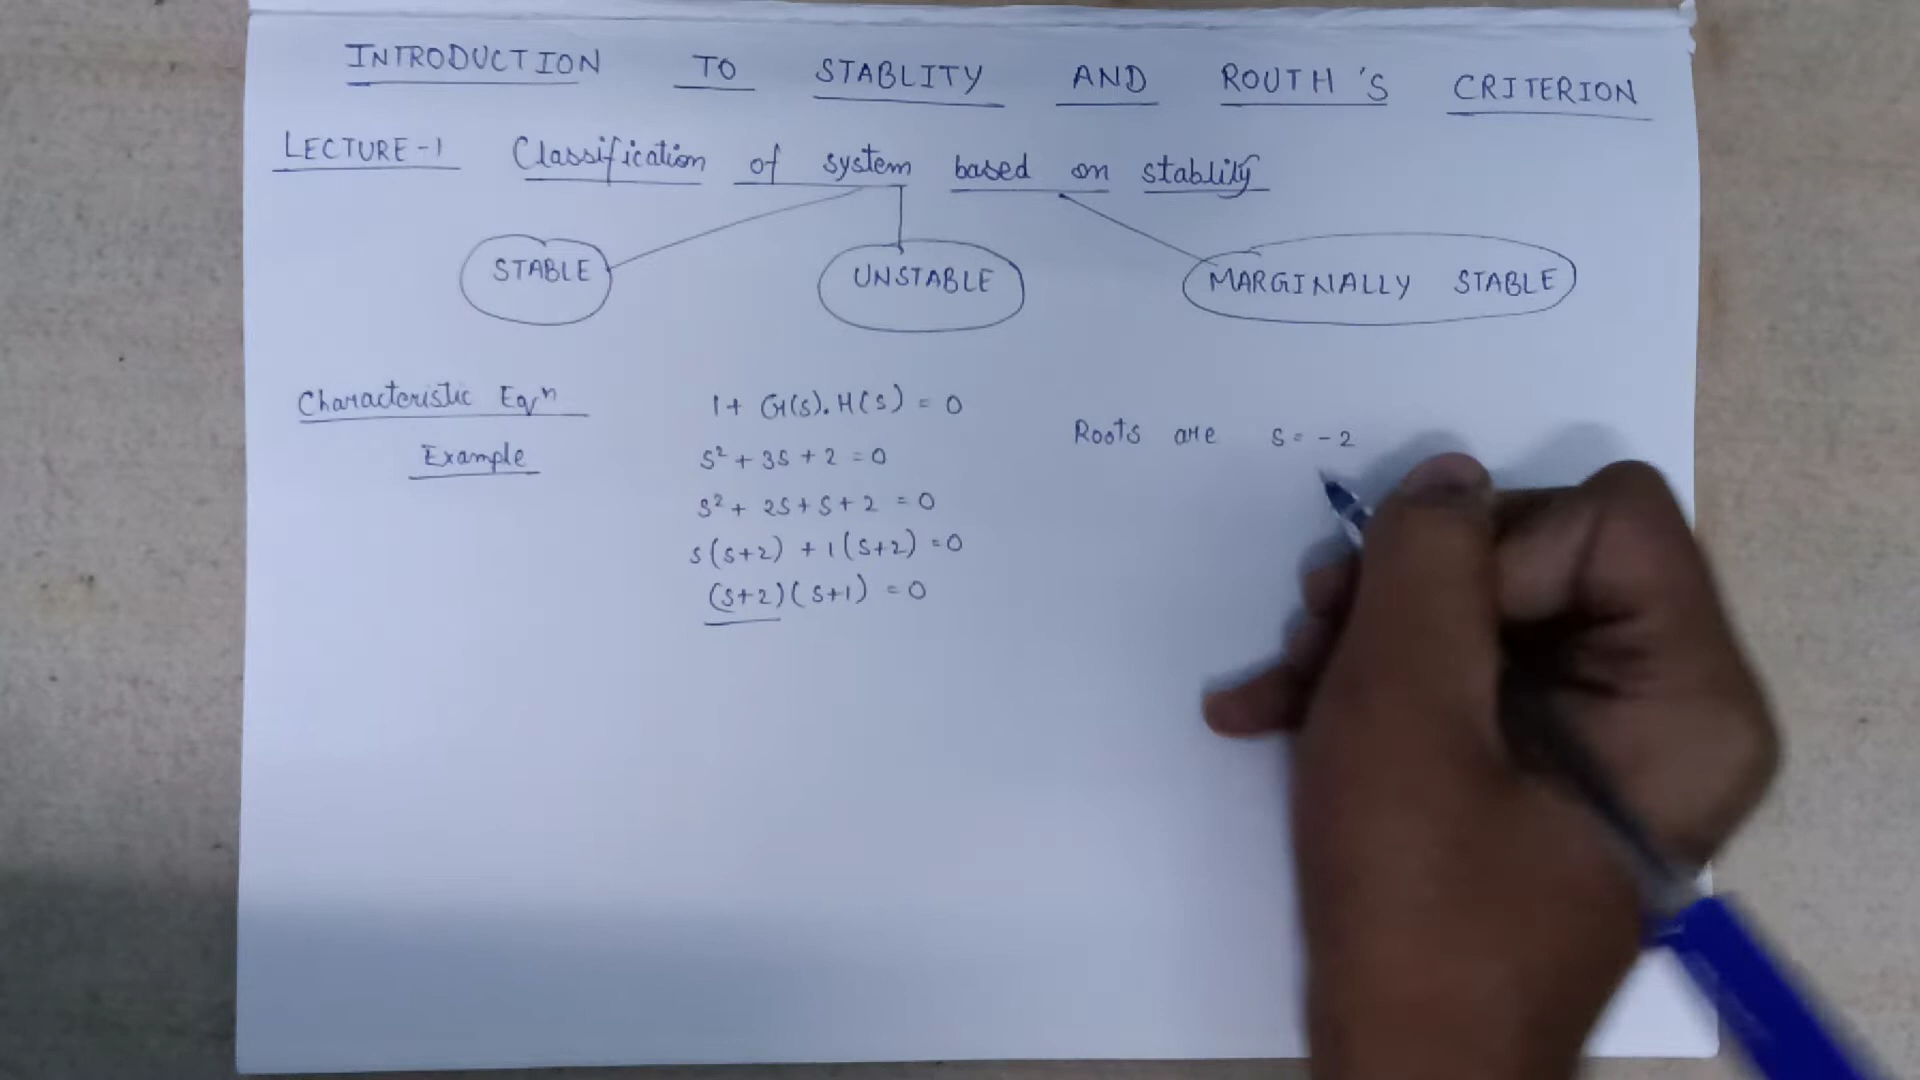 INTRODUCTION TO STABLITY AND ROUTH'S CRITERION
LECTURE-1 Classification of system based on stablity
STABLE UNSTABLE MARGINALLY STABLE
Characteristic Eqⁿ 1+ G(s).H(s) = 0
Roots are s = -2
Example s² + 3s + 2 = 0
s² + 2s + s + 2 = 0
s(s+2) + 1(s+2) = 0
(s+2)(s+1) = 0